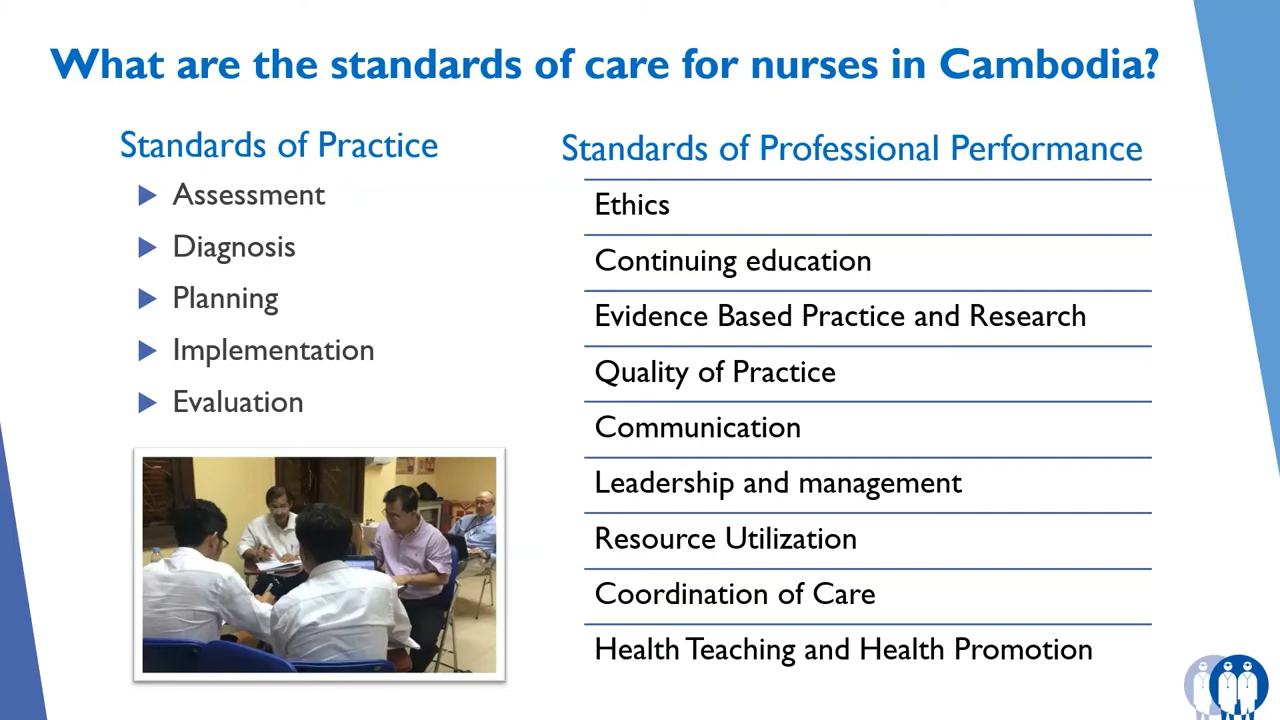 What are the standards of care for nurses in Cambodia?
Standards of Practice
Assessment
Diagnosis
Planning
Implementation
Evaluation
Standards of Professional Performance
Ethics
Continuing education
Evidence Based Practice and Research
Quality of Practice
Communication
Leadership and management
Resource Utilization
Coordination of Care
Health Teaching and Health Promotion